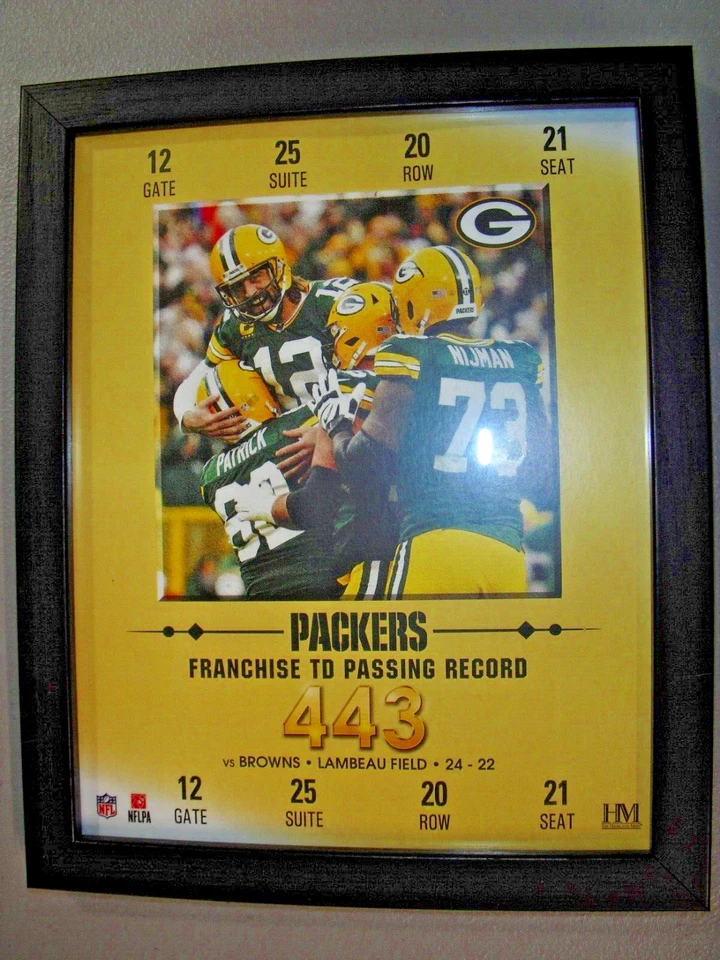 12 25 20 21
GATE SUITE ROW SEAT
G
12
NIJMAN
73
PACKERS
PATRICK
PACKERS
FRANCHISE TD PASSING RECORD
443
vs BROWNS • LAMBEAU FIELD • 24 - 22
12 25 20 21
GATE SUITE ROW SEAT
NFL NFLPA
HM